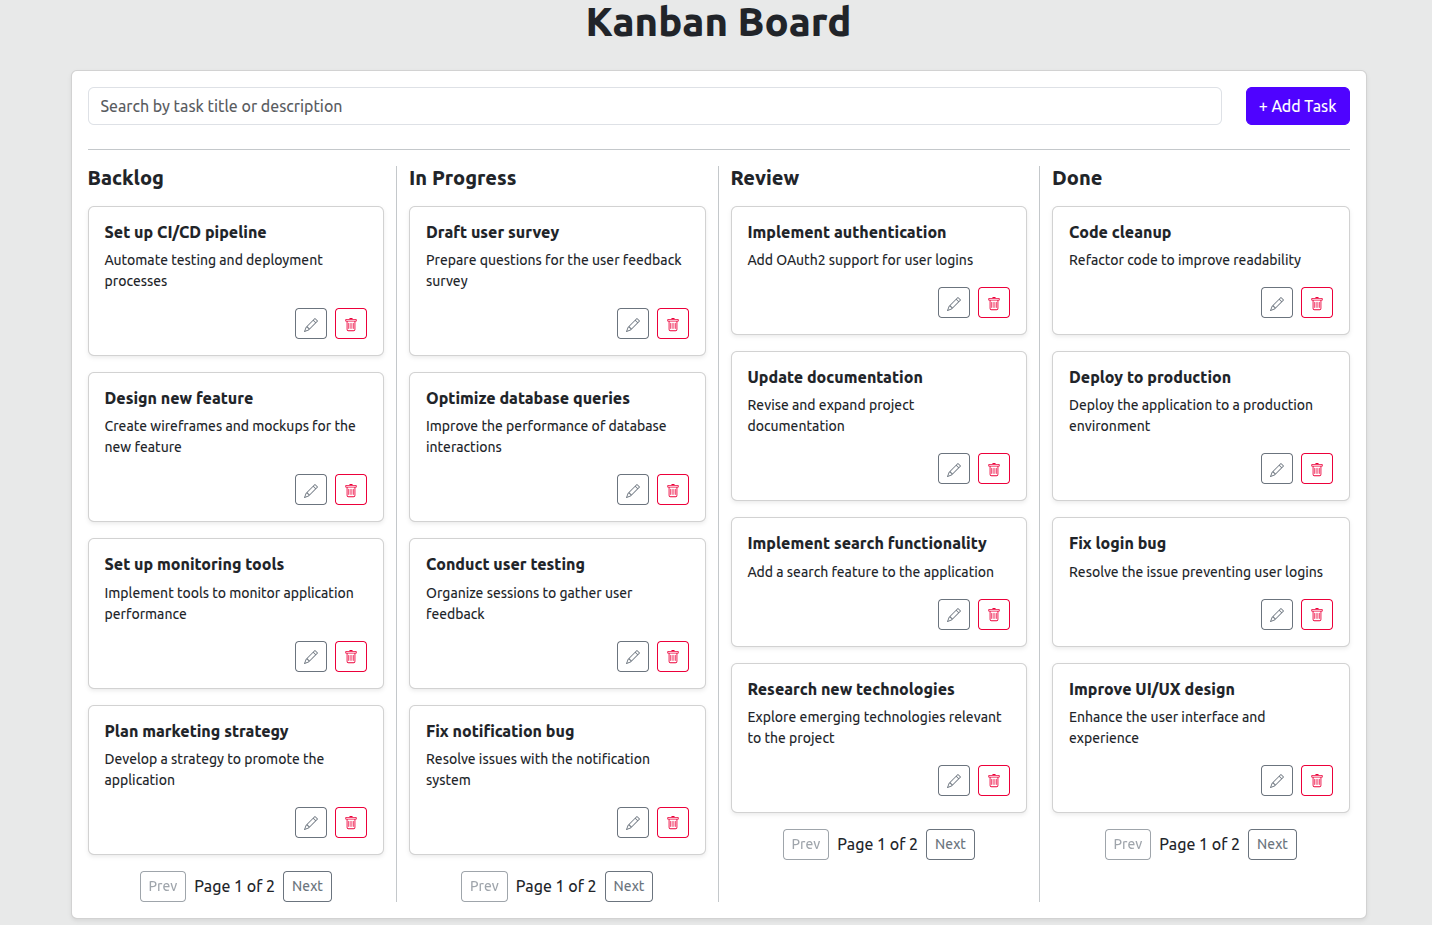 Kanban Board
Search by task title or description
+ Add Task
Backlog
Set up CI/CD pipeline
Automate testing and deployment
processes
Design new feature
Create wireframes and mockups for the
new feature
Set up monitoring tools
Implement tools to monitor application
performance
Plan marketing strategy
Develop a strategy to promote the
application
Prev Page 1 of 2 Next
In Progress
Draft user survey
Prepare questions for the user feedback
survey
Optimize database queries
Improve the performance of database
interactions
Conduct user testing
Organize sessions to gather user
feedback
Fix notification bug
Resolve issues with the notification
system
Prev Page 1 of 2 Next
Review
Implement authentication
Add OAuth2 support for user logins
Update documentation
Revise and expand project
documentation
Implement search functionality
Add a search feature to the application
Research new technologies
Explore emerging technologies relevant
to the project
Prev Page 1 of 2 Next
Done
Code cleanup
Refactor code to improve readability
Deploy to production
Deploy the application to a production
environment
Fix login bug
Resolve the issue preventing user logins
Improve UI/UX design
Enhance the user interface and
experience
Prev Page 1 of 2 Next